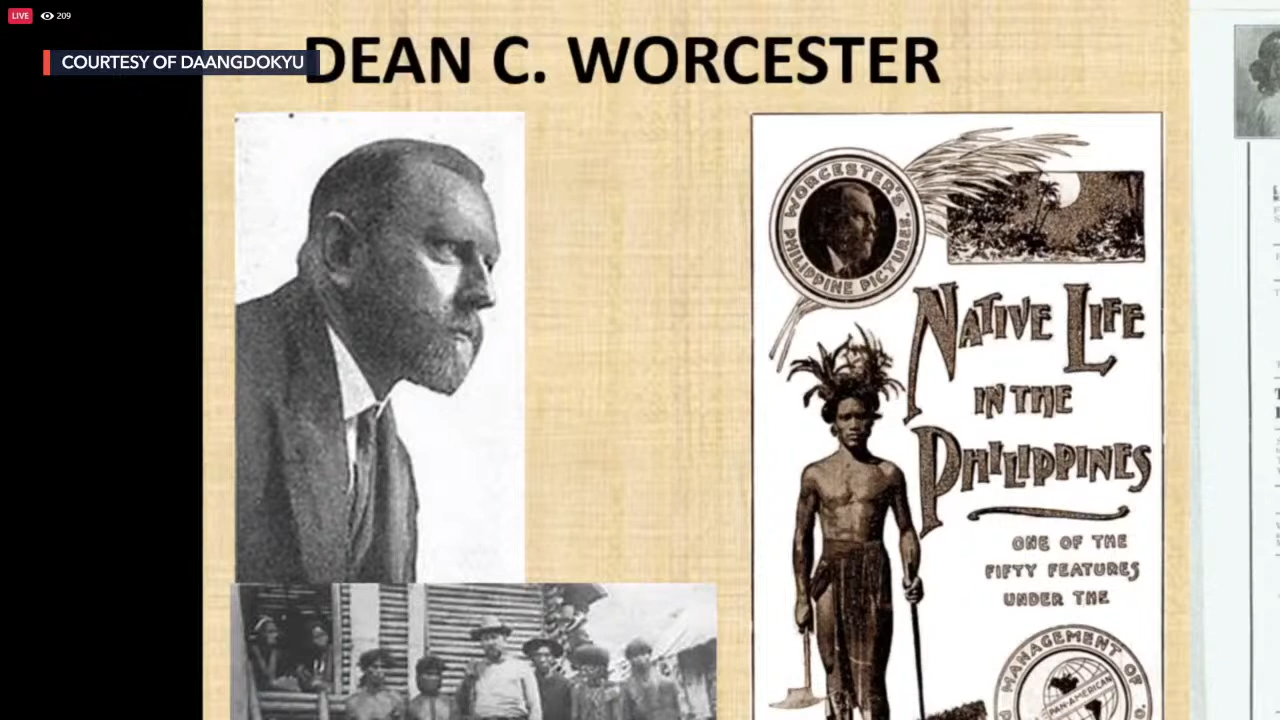 LIVE 209
COURTESY OF DAANGDOKYU
DEAN C. WORCESTER
WORCESTER'S
PHILIPPINE PICTURES.
NATIVE LIFE
IN THE
PHILIPPINES
ONE OF THE
FIFTY FEATURES
UNDER THE
MANAGEMENT OF
PAN-AMERICAN